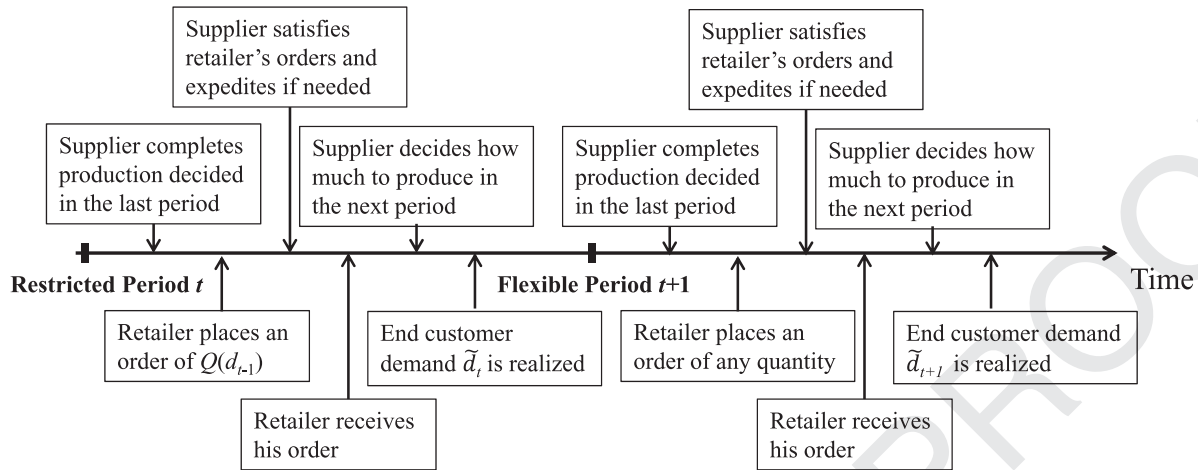 Supplier satisfies
retailer's orders and
expedites if needed
Supplier satisfies
retailer's orders and
expedites if needed
Supplier completes
production decided
in the last period
Supplier decides how
much to produce in
the next period
Supplier completes
production decided
in the last period
Supplier decides how
much to produce in
the next period
Restricted Period t
Flexible Period t+1
Time
Retailer places an
order of Q(d_{t-1})
End customer
demand d̃_t is realized
Retailer places an
order of any quantity
End customer demand
d̃_{t+1} is realized
Retailer receives
his order
Retailer receives
his order